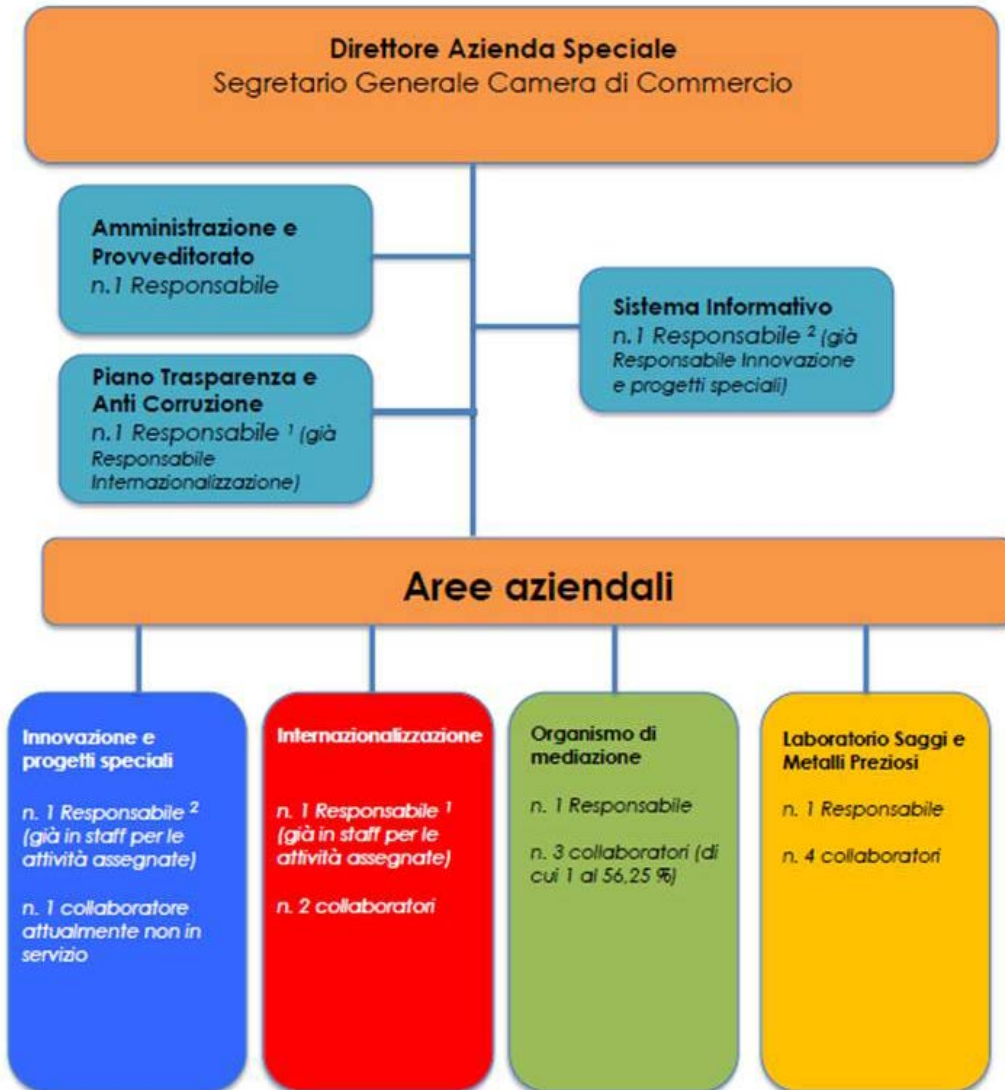 Direttore Azienda Speciale
Segretario Generale Camera di Commercio
Amministrazione e
Provveditorato
n.1 Responsabile
Sistema Informativo
n.1 Responsabile ² (già
Responsabile Innovazione
e progetti speciali)
Piano Trasparenza e
Anti Corruzione
n.1 Responsabile ¹ (già
Responsabile
Internazionalizzazione)
Aree aziendali
Innovazione e
progetti speciali
n. 1 Responsabile ²
(già in staff per le
attività assegnate)
n. 1 collaboratore
attualmente non in
servizio
Internazionalizzazione
n. 1 Responsabile ¹
(già in staff per le
attività assegnate)
n. 2 collaboratori
Organismo di
mediazione
n. 1 Responsabile
n. 3 collaboratori (di
cui 1 al 56,25 %)
Laboratorio Saggi e
Metalli Preziosi
n. 1 Responsabile
n. 4 collaboratori